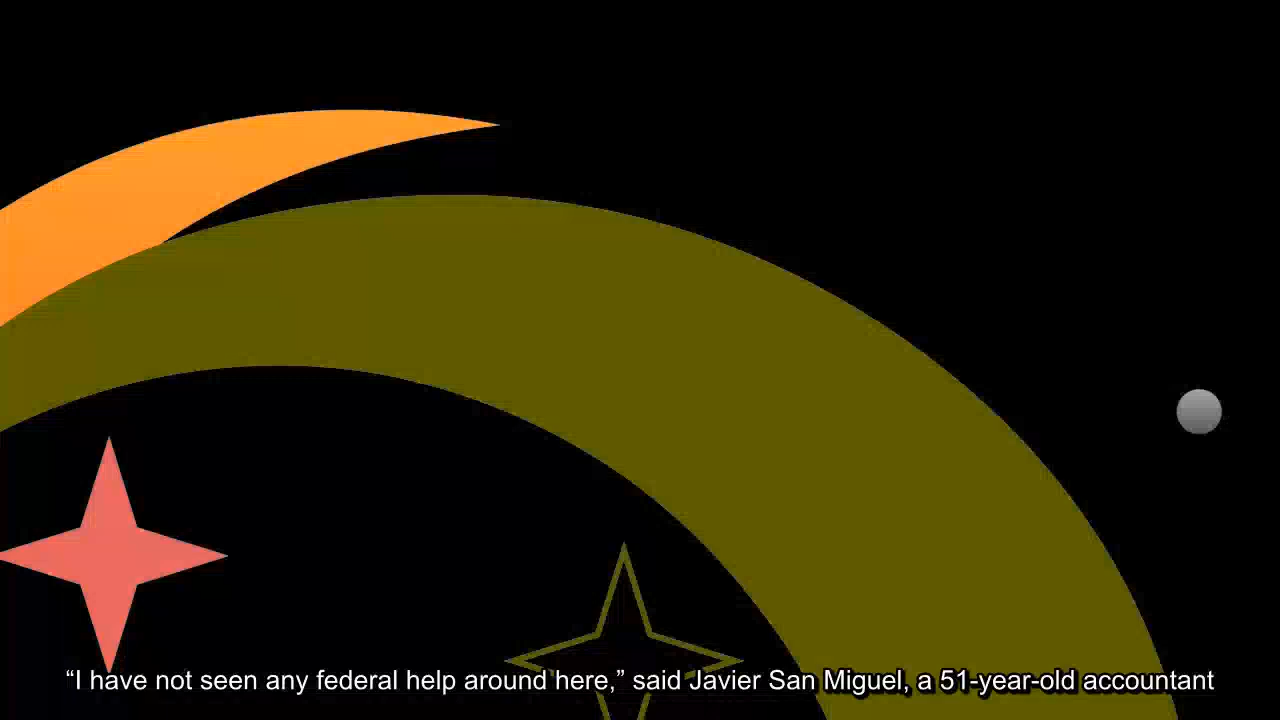 “I have not seen any federal help around here,” said Javier San Miguel, a 51-year-old accountant